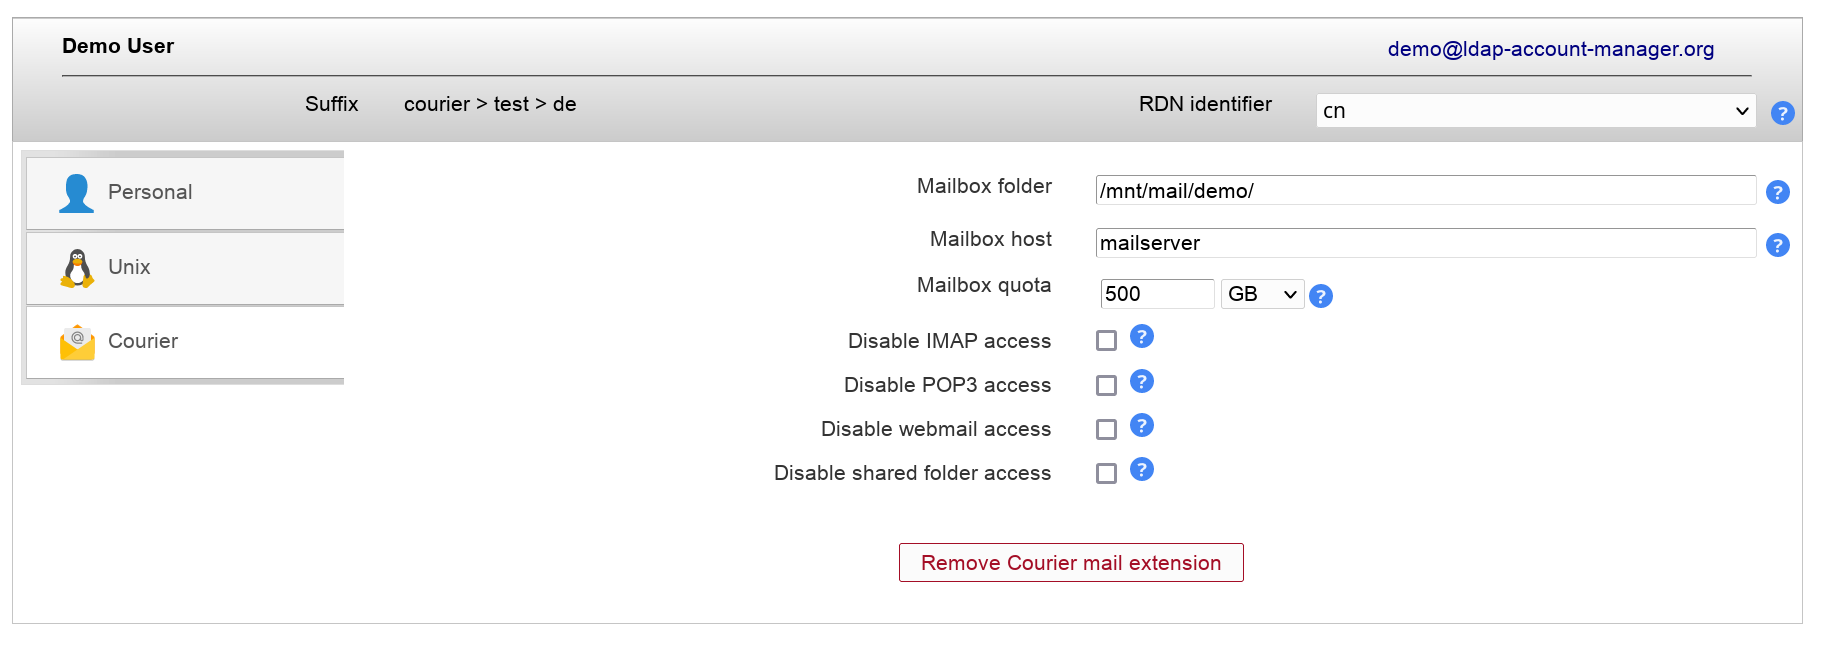 Demo User
demo@ldap-account-manager.org
Suffix courier > test > de RDN identifier cn ?
Personal
Unix
@
Courier
Mailbox folder /mnt/mail/demo/ ?
Mailbox host mailserver ?
Mailbox quota 500 GB ?
Disable IMAP access ?
Disable POP3 access ?
Disable webmail access ?
Disable shared folder access ?
Remove Courier mail extension